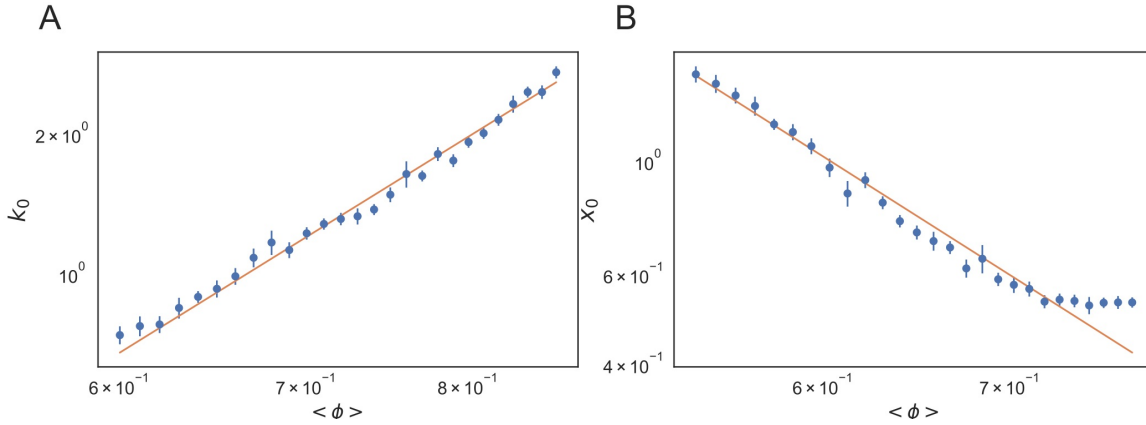 A
B
2 × 10⁰
10⁰
k₀
6 × 10⁻¹
7 × 10⁻¹
8 × 10⁻¹
< ϕ >
10⁰
6 × 10⁻¹
4 × 10⁻¹
x₀
6 × 10⁻¹
7 × 10⁻¹
< ϕ >